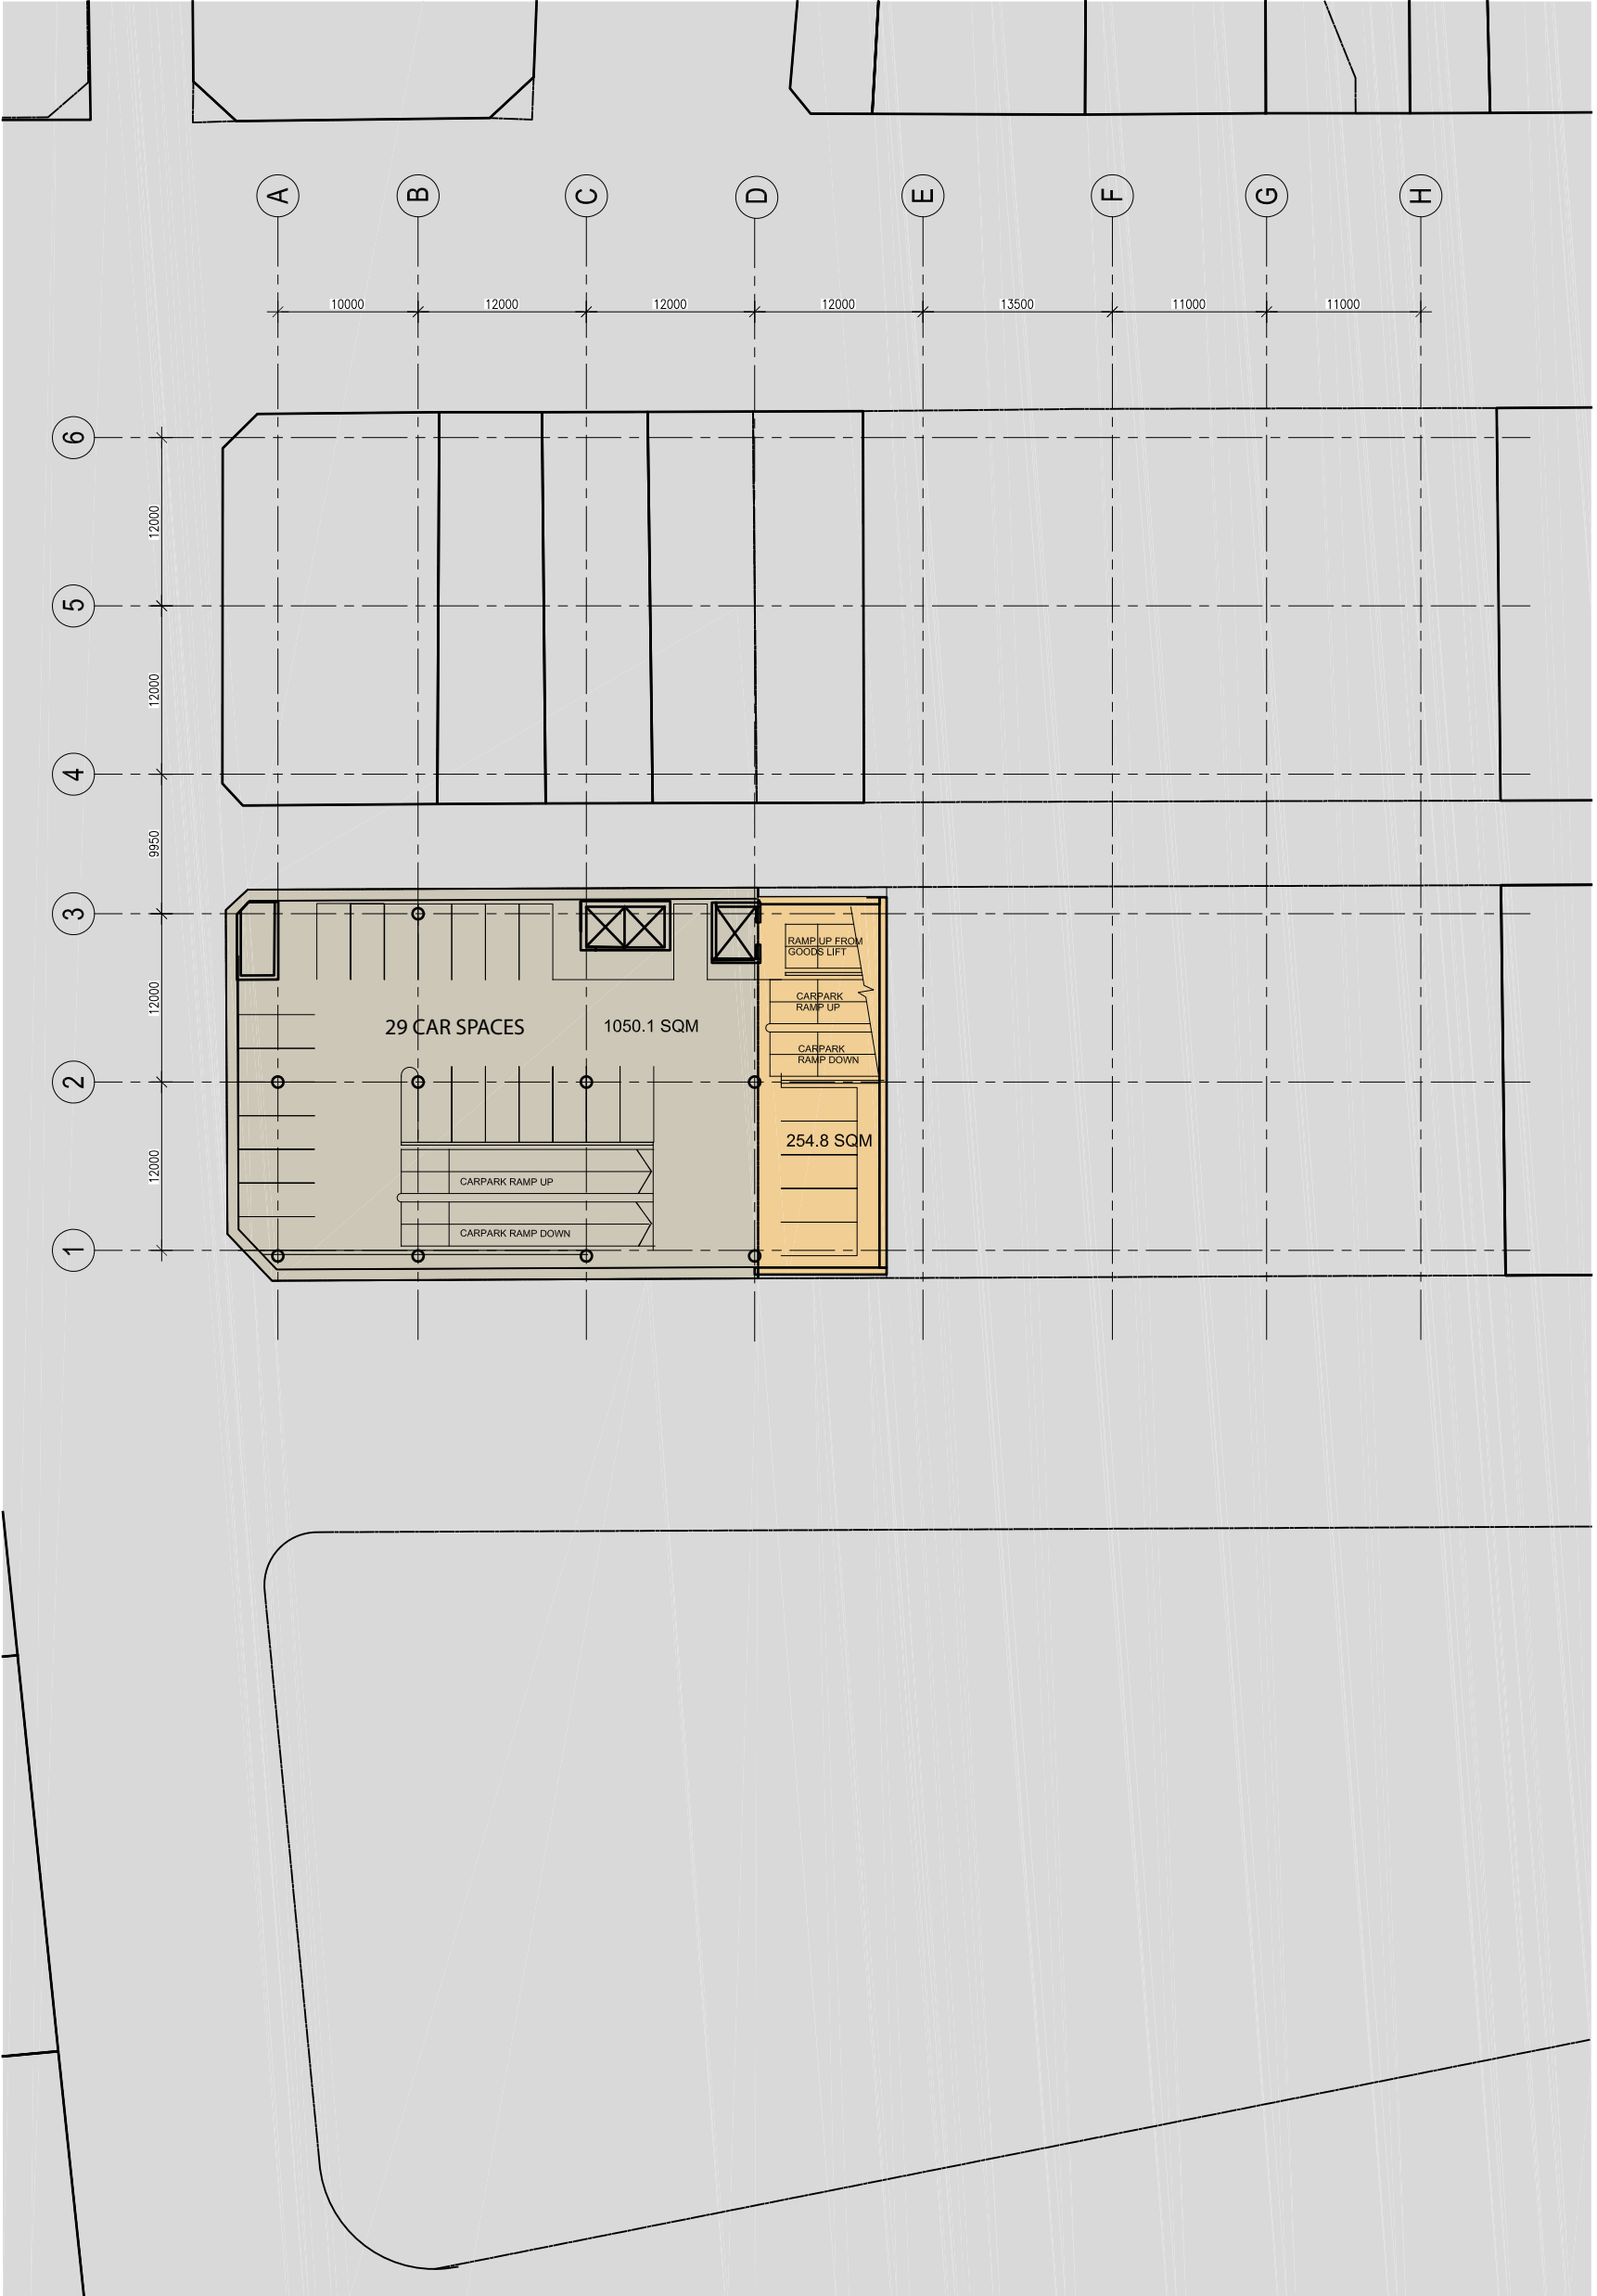 A
B
C
D
E
F
G
H
10000
12000
12000
12000
13500
11000
11000
6
12000
5
12000
4
9950
3
RAMP UP FROM
GOODS LIFT
12000
CARPARK
RAMP UP
29 CAR SPACES
1050.1 SQM
CARPARK
RAMP DOWN
2
254.8 SQM
12000
CARPARK RAMP UP
CARPARK RAMP DOWN
1